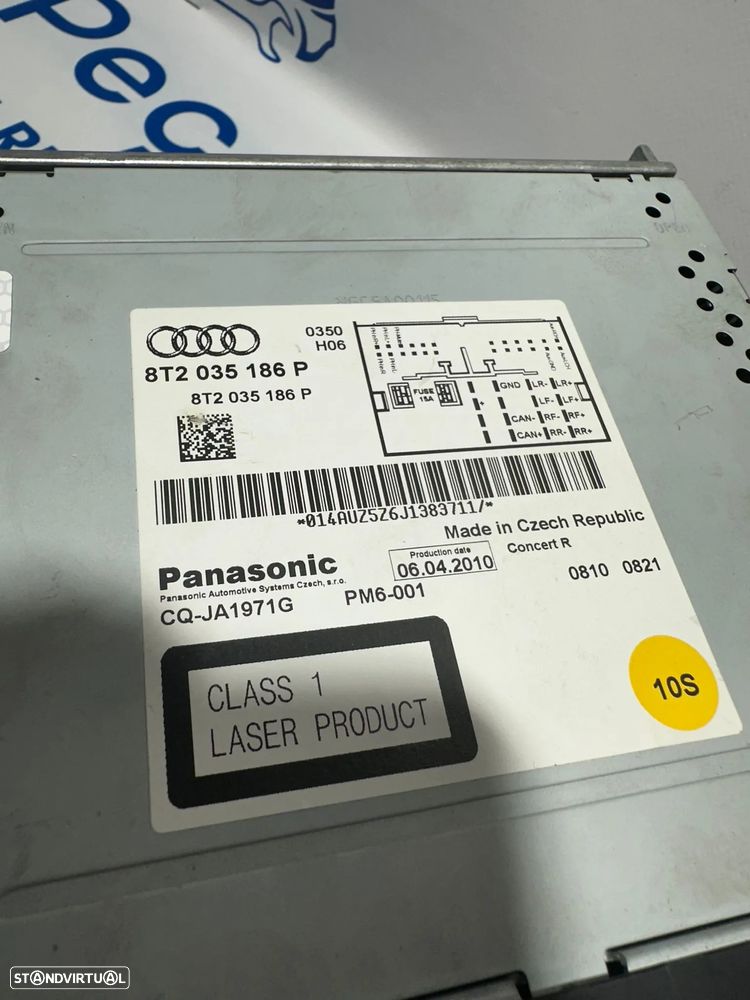 pec
0350
H06
8T2 035 186 P
8T2 035 186 P
FUSE
15A
+
GND LR- LR+
LF- LF+
CAN- RF- RF+
CAN+ RR- RR+
*014AUZ5Z6J1383711/*
Made in Czech Republic
Panasonic
Production date
06.04.2010
Concert R
Panasonic Automotive Systems Czech, s.r.o.
CQ-JA1971G
PM6-001
0810 0821
CLASS 1
LASER PRODUCT
10S
STANDVIRTUAL